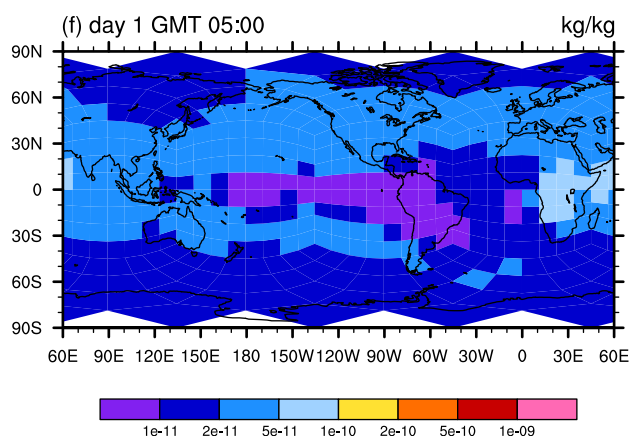 (f) day 1 GMT 05:00 kg/kg
90N
60N
30N
0
30S
60S
90S
60E 90E 120E 150E 180 150W 120W 90W 60W 30W 0 30E 60E
1e-11 2e-11 5e-11 1e-10 2e-10 5e-10 1e-09